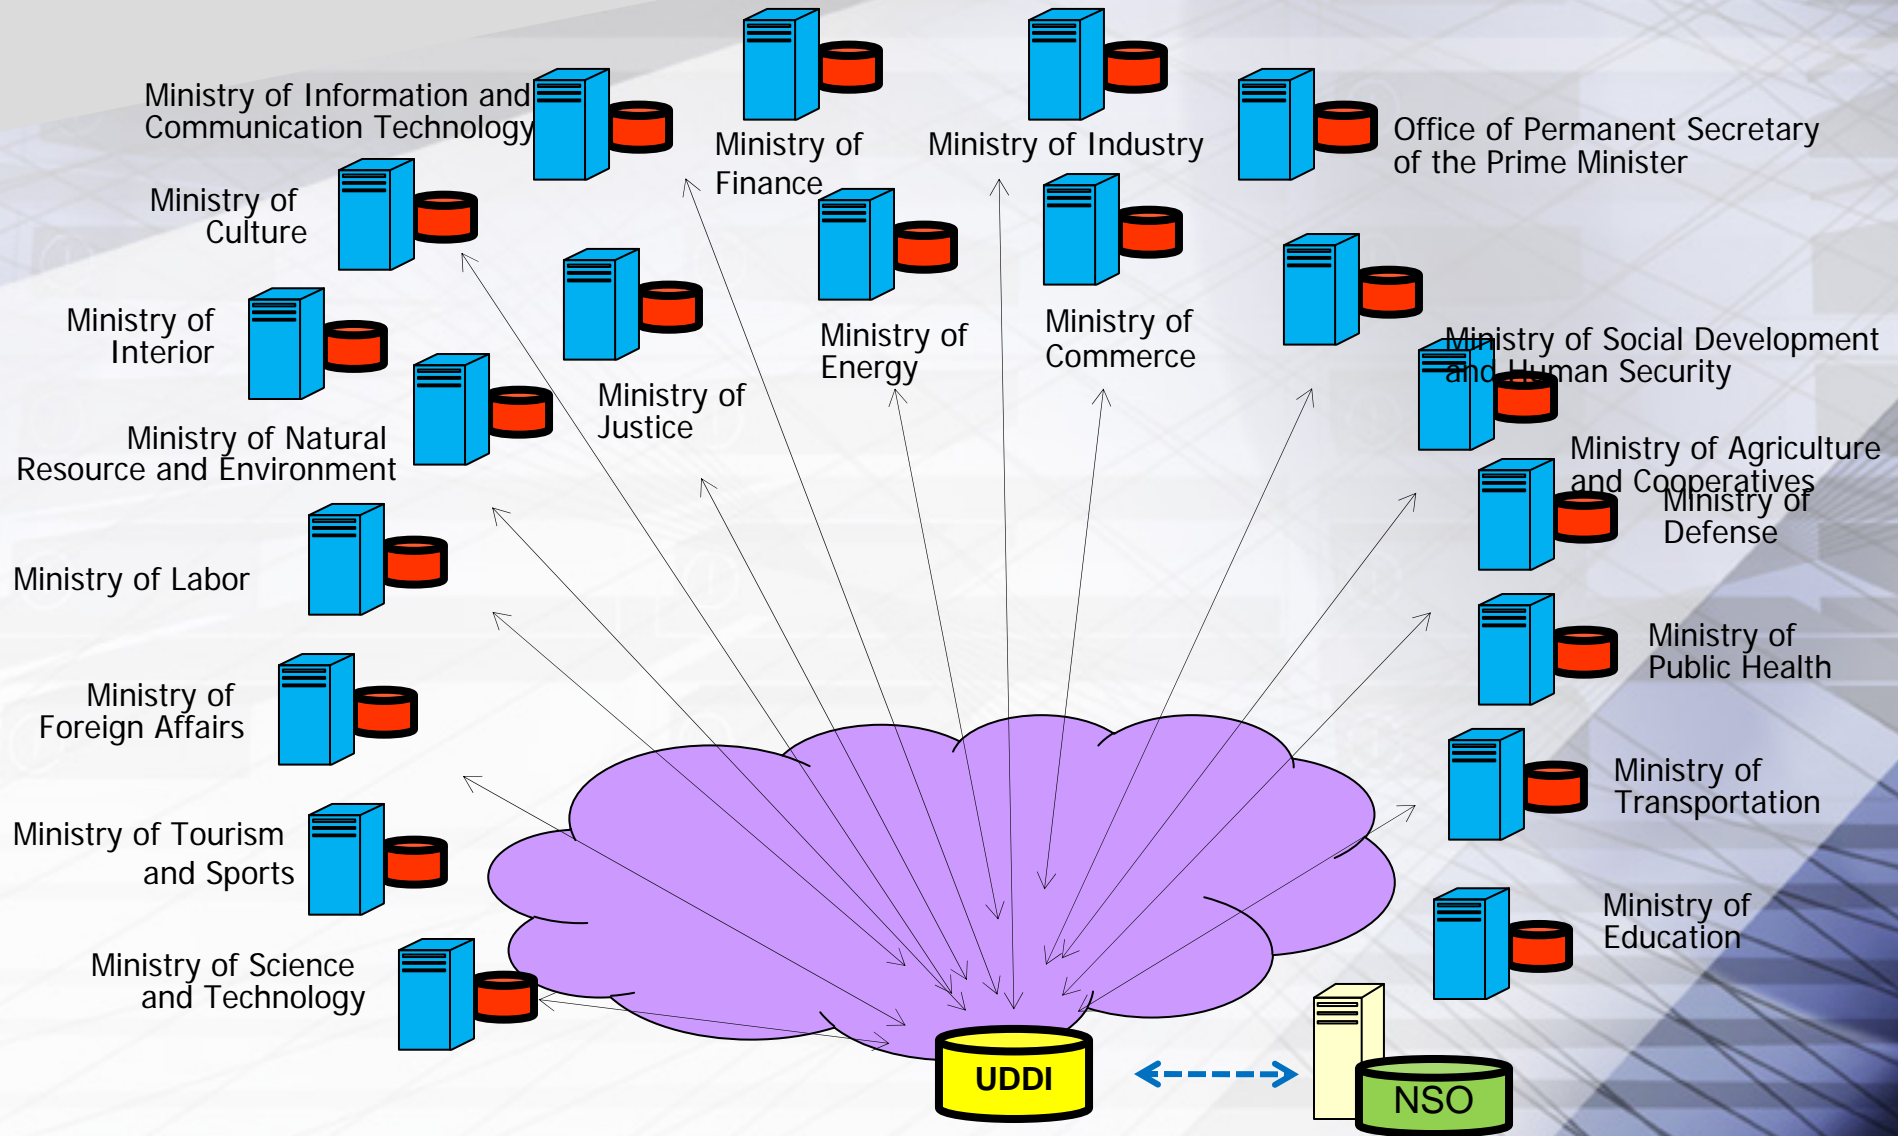 Ministry of Information and
Communication Technology
Ministry of
Finance
Ministry of Industry
Office of Permanent Secretary
of the Prime Minister
Ministry of
Culture
Ministry of
Interior
Ministry of
Energy
Ministry of
Commerce
Ministry of Social Development
and Human Security
Ministry of
Justice
Ministry of Natural
Resource and Environment
Ministry of Agriculture
and Cooperatives
Ministry of
Defense
Ministry of Labor
Ministry of
Public Health
Ministry of
Foreign Affairs
Ministry of
Transportation
Ministry of Tourism
and Sports
Ministry of
Education
Ministry of Science
and Technology
UDDI
NSO